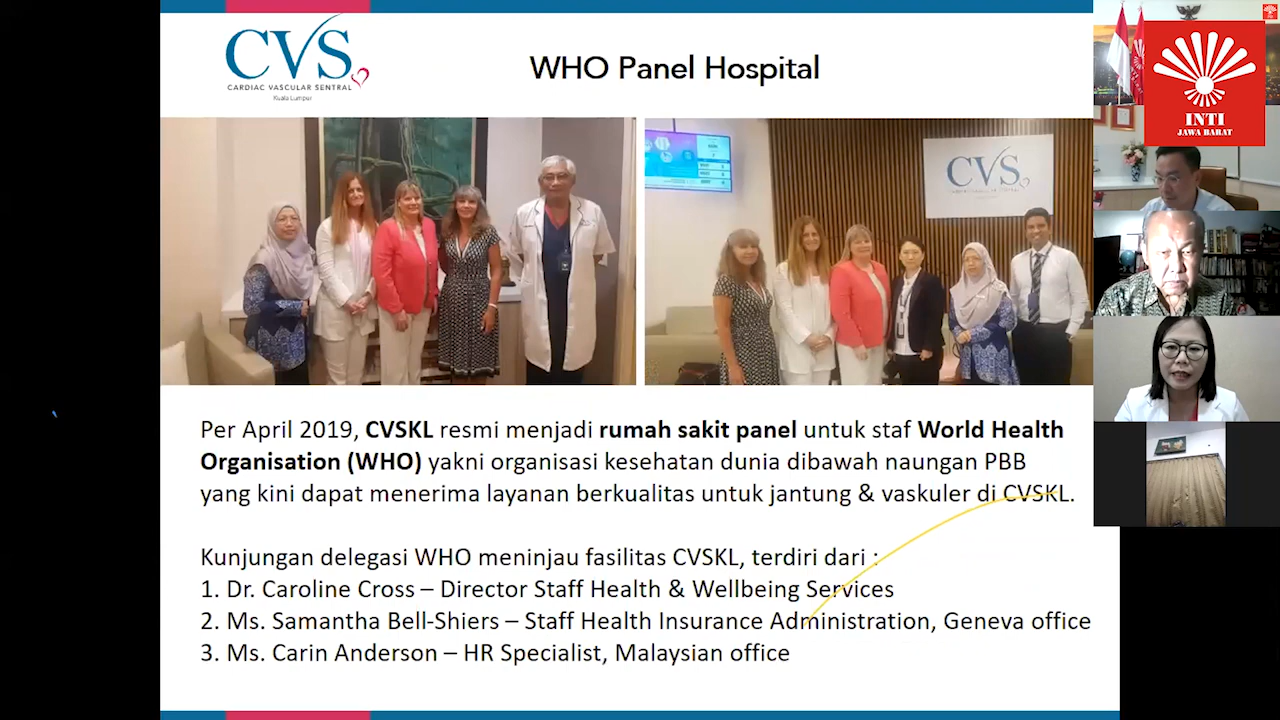 CVS
CARDIAC VASCULAR SENTRAL
Kuala Lumpur
WHO Panel Hospital
CVS
INTI
JAWA BARAT
Per April 2019, CVSKL resmi menjadi rumah sakit panel untuk staf World Health
Organisation (WHO) yakni organisasi kesehatan dunia dibawah naungan PBB
yang kini dapat menerima layanan berkualitas untuk jantung & vaskuler di CVSKL.
Kunjungan delegasi WHO meninjau fasilitas CVSKL, terdiri dari :
1. Dr. Caroline Cross – Director Staff Health & Wellbeing Services
2. Ms. Samantha Bell-Shiers – Staff Health Insurance Administration, Geneva office
3. Ms. Carin Anderson – HR Specialist, Malaysian office